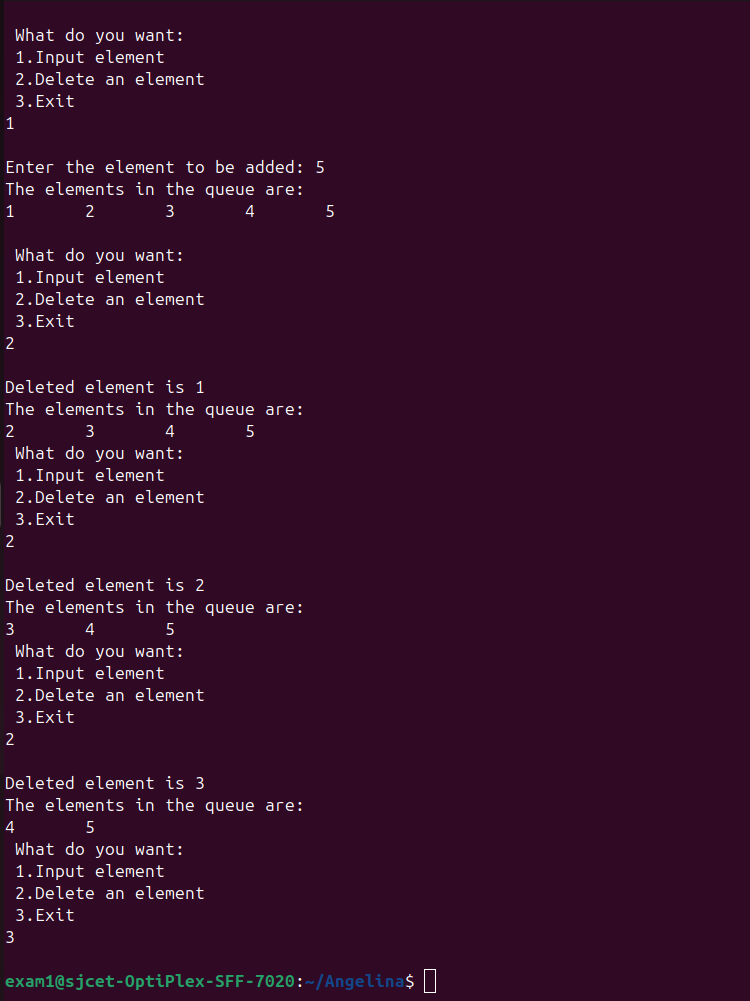 What do you want:
1.Input element
2.Delete an element
3.Exit
1
Enter the element to be added: 5
The elements in the queue are:
1 2 3 4 5
What do you want:
1.Input element
2.Delete an element
3.Exit
2
Deleted element is 1
The elements in the queue are:
2 3 4 5
What do you want:
1.Input element
2.Delete an element
3.Exit
2
Deleted element is 2
The elements in the queue are:
3 4 5
What do you want:
1.Input element
2.Delete an element
3.Exit
2
Deleted element is 3
The elements in the queue are:
4 5
What do you want:
1.Input element
2.Delete an element
3.Exit
3
exam1@sjcet-OptiPlex-SFF-7020:~/Angelina$